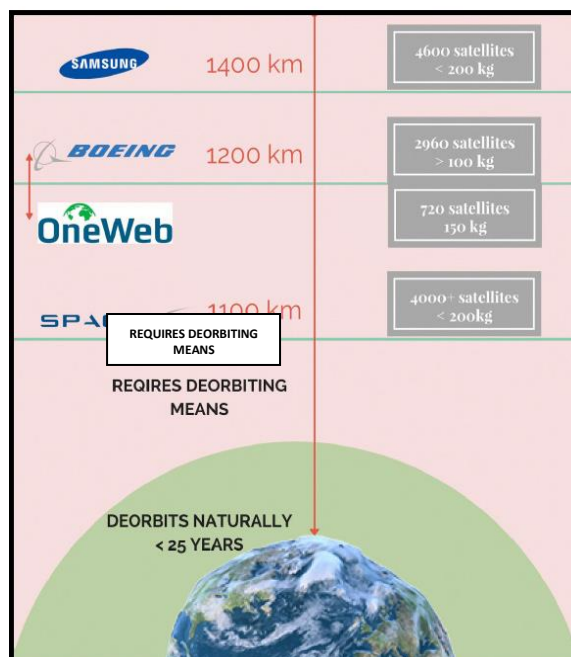 SAMSUNG 1400 km 4600 satellites
< 200 kg
BOEING 1200 km 2960 satellites
> 100 kg
OneWeb 720 satellites
150 kg
1100 km 4000+ satellites
< 200kg
REQUIRES DEORBITING
MEANS
REQIRES DEORBITING
MEANS
DEORBITS NATURALLY
< 25 YEARS